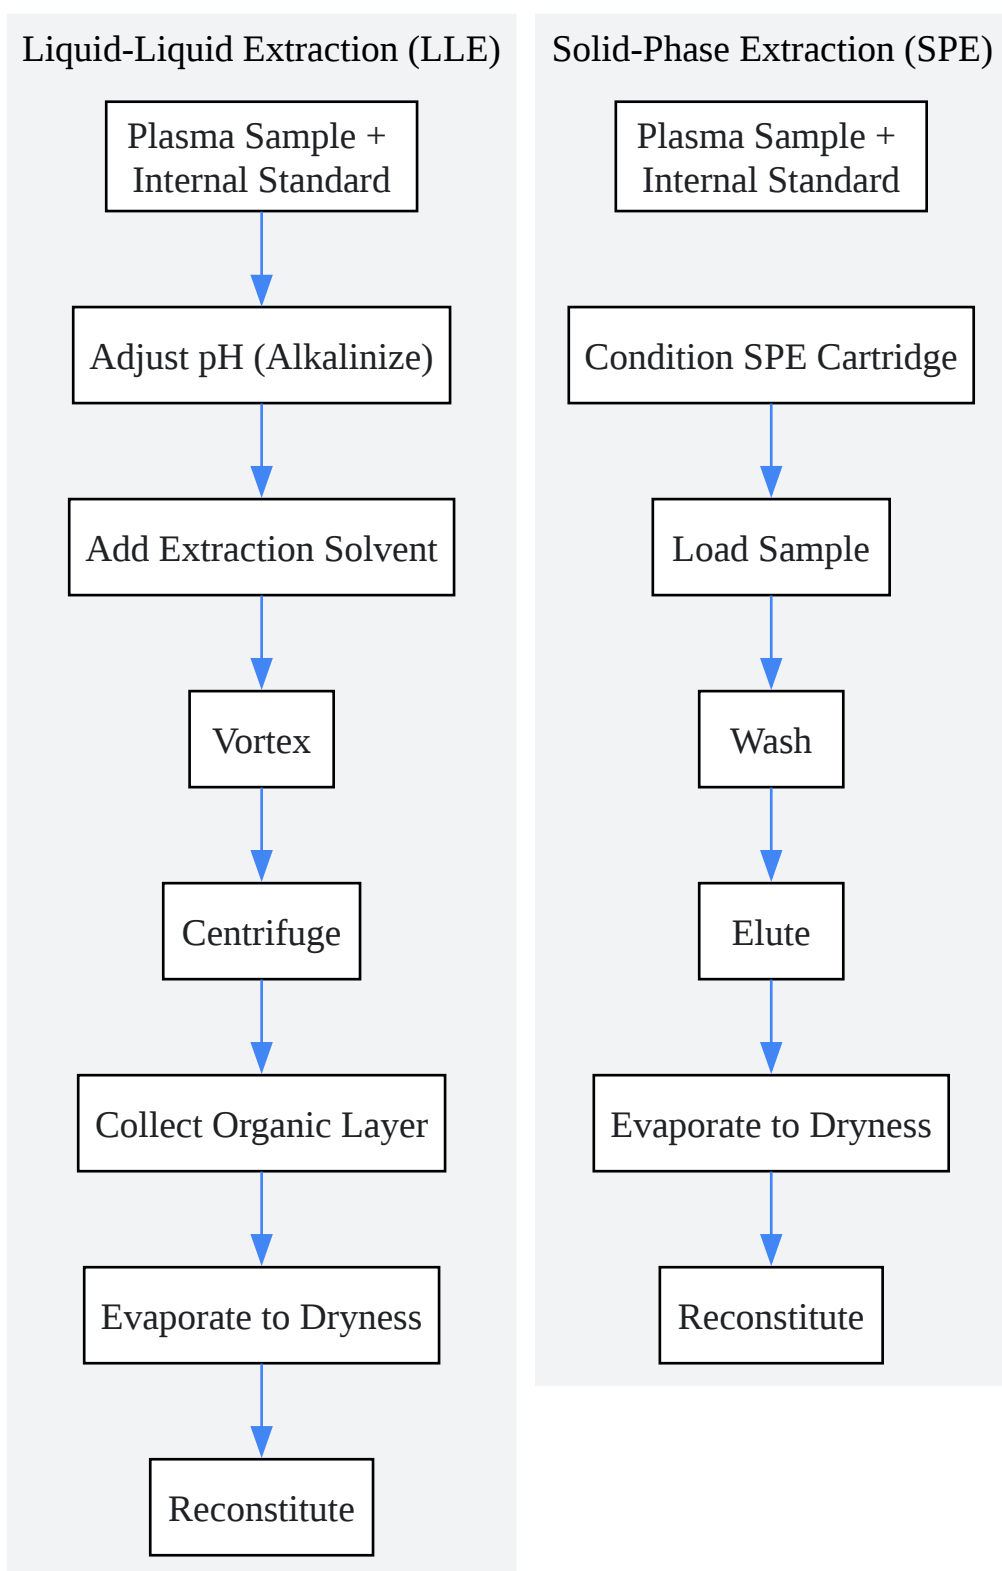 Liquid-Liquid Extraction (LLE)
Plasma Sample +
Internal Standard
Adjust pH (Alkalinize)
Add Extraction Solvent
Vortex
Centrifuge
Collect Organic Layer
Evaporate to Dryness
Reconstitute
Solid-Phase Extraction (SPE)
Plasma Sample +
Internal Standard
Condition SPE Cartridge
Load Sample
Wash
Elute
Evaporate to Dryness
Reconstitute